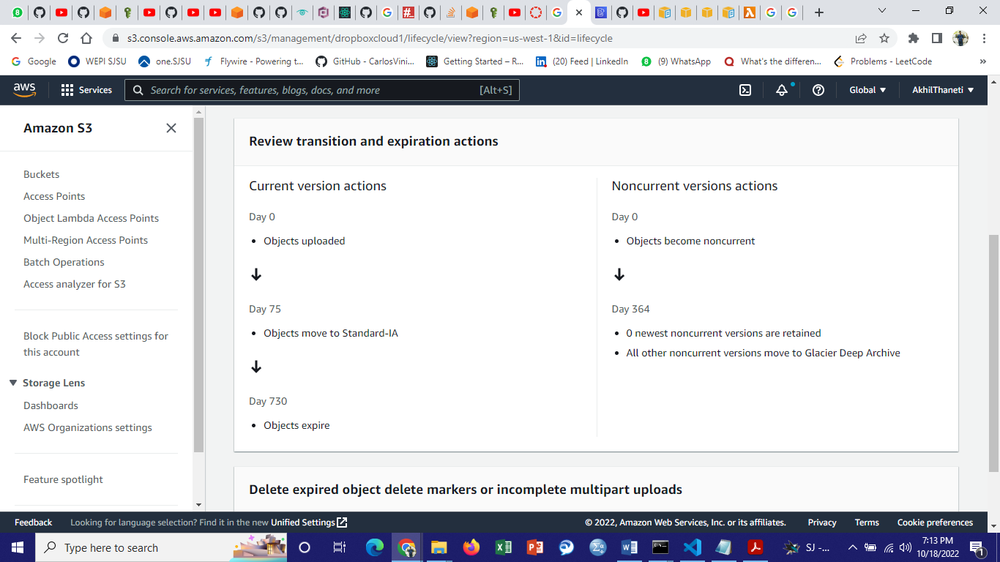 s3.console.aws.amazon.com/s3/management/dropboxcloud1/lifecycle/view?region=us-west-1&id=lifecycle
Google WEPI SJSU one.SJSU Flywire - Powering t... GitHub - CarlosVini... Getting Started – R... (20) Feed | LinkedIn (9) WhatsApp What's the differen... Problems - LeetCode »
aws Services Search for services, features, blogs, docs, and more [Alt+S] Global AkhilThaneti
Amazon S3
Buckets
Access Points
Object Lambda Access Points
Multi-Region Access Points
Batch Operations
Access analyzer for S3
Block Public Access settings for
this account
Storage Lens
Dashboards
AWS Organizations settings
Feature spotlight
Review transition and expiration actions
Current version actions
Day 0
Objects uploaded
Day 75
Objects move to Standard-IA
Day 730
Objects expire
Noncurrent versions actions
Day 0
Objects become noncurrent
Day 364
0 newest noncurrent versions are retained
All other noncurrent versions move to Glacier Deep Archive
Delete expired object delete markers or incomplete multipart uploads
Feedback Looking for language selection? Find it in the new Unified Settings © 2022, Amazon Web Services, Inc. or its affiliates. Privacy Terms Cookie preferences
Type here to search SJ -... 7:13 PM
10/18/2022 1